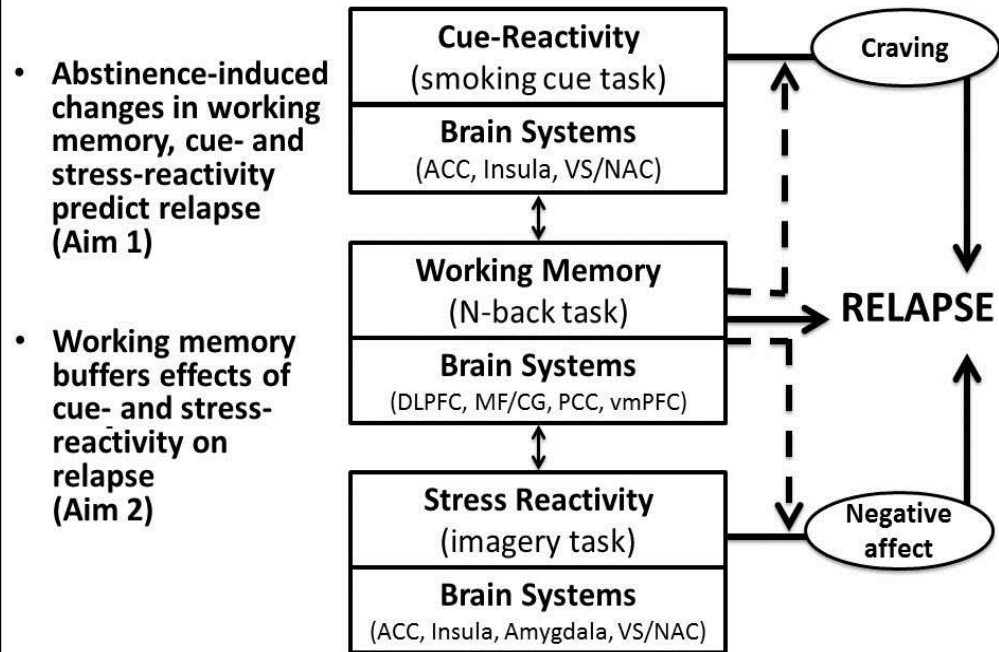 • Abstinence-induced
changes in working
memory, cue- and
stress-reactivity
predict relapse
(Aim 1)
• Working memory
buffers effects of
cue- and stress-
reactivity on
relapse
(Aim 2)
Cue-Reactivity
(smoking cue task)
Brain Systems
(ACC, Insula, VS/NAC)
Working Memory
(N-back task)
Brain Systems
(DLPFC, MF/CG, PCC, vmPFC)
Stress Reactivity
(imagery task)
Brain Systems
(ACC, Insula, Amygdala, VS/NAC)
Craving
RELAPSE
Negative
affect